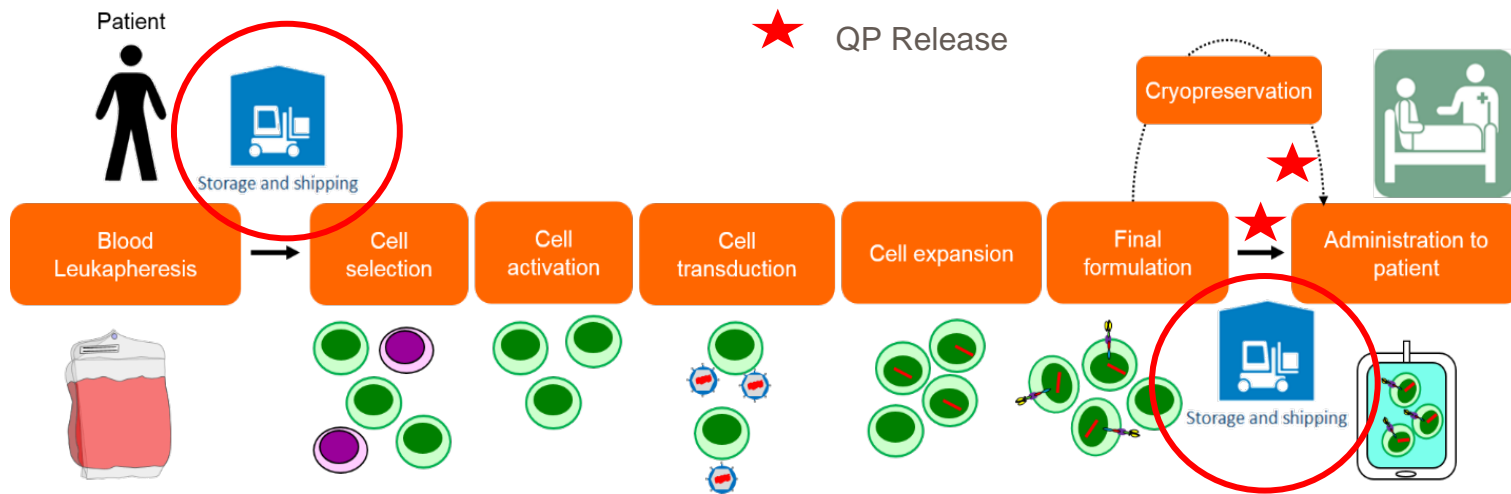 Patient
QP Release
Storage and shipping
Cryopreservation
Blood
Leukapheresis
Cell
selection
Cell
activation
Cell
transduction
Cell expansion
Final
formulation
Administration to
patient
Storage and shipping